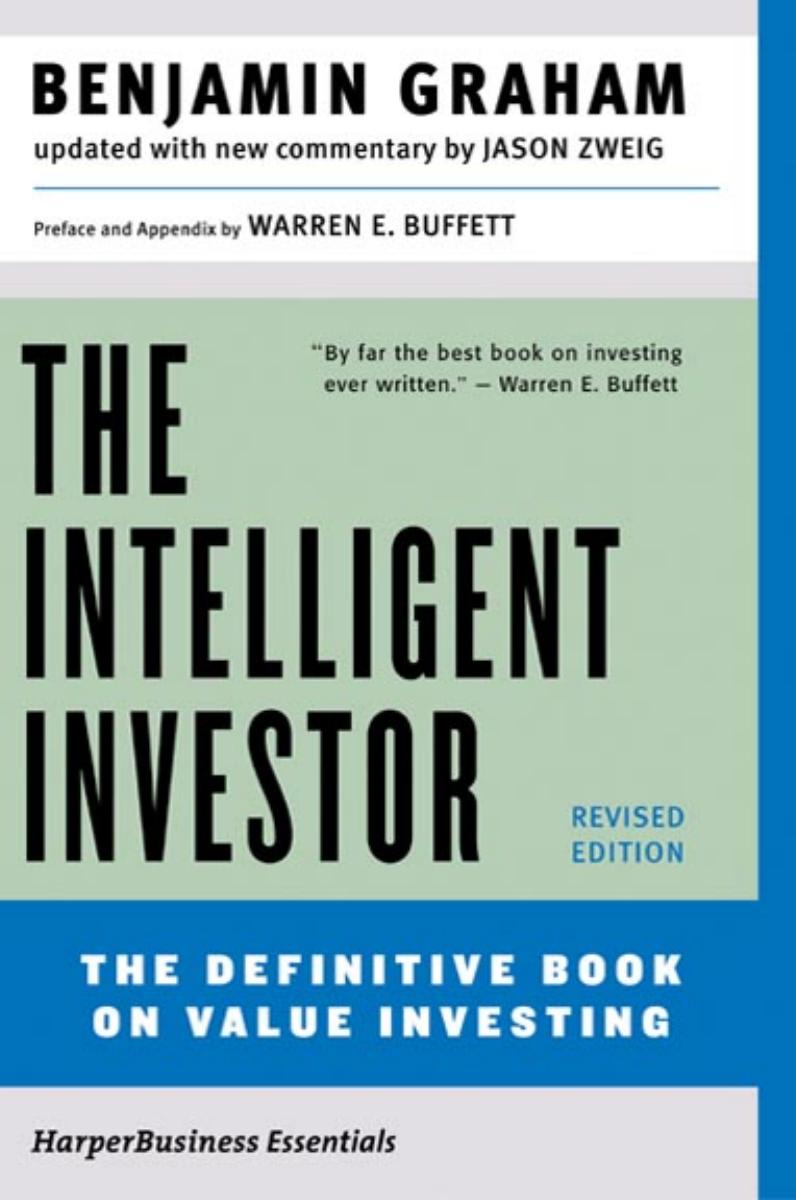 BENJAMIN GRAHAM
updated with new commentary by JASON ZWEIG
Preface and Appendix by WARREN E. BUFFETT
THE
“By far the best book on investing
ever written.” — Warren E. Buffett
INTELLIGENT
INVESTOR
REVISED
EDITION
THE DEFINITIVE BOOK
ON VALUE INVESTING
HarperBusiness Essentials